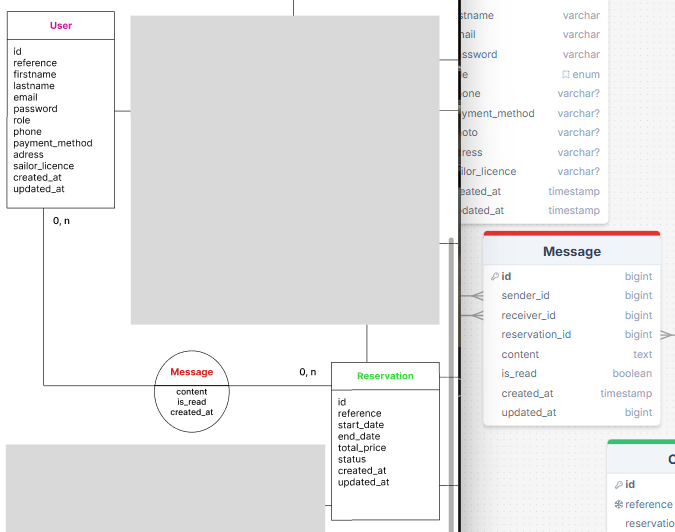 User
id
reference
firstname
lastname
email
password
role
phone
payment_method
adress
sailor_licence
created_at
updated_at
0, n
Message
content
is_read
created_at
0, n
Reservation
id
reference
start_date
end_date
total_price
status
created_at
updated_at
stname varchar
nail varchar
ssword varchar
e enum
one varchar?
yment_method varchar?
oto varchar?
ress varchar?
ilor_licence varchar?
eated_at timestamp
dated_at timestamp
Message
id bigint
sender_id bigint
receiver_id bigint
reservation_id bigint
content text
is_read boolean
created_at timestamp
updated_at bigint
id
reference
reservatio